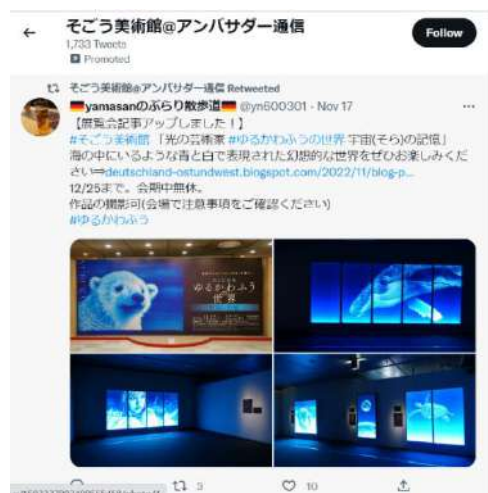 そごう美術館@アンバサダー通信
1,733 Tweets
Promoted
Follow
そごう美術館@アンバサダー通信 Retweeted
yamasanのぶらり散歩道 @yn600301 · Nov 17
【展覧会記事アップしました！】
#そごう美術館 「光の芸術家 #ゆるかわふうの世界 宇宙(そら)の記憶」
海の中にいるような青と白で表現された幻想的な世界をぜひお楽しみくだ
さい⇒deutschland-ostundwest.blogspot.com/2022/11/blog-p...
12/25まで。会期中無休。
作品の撮影可(会場で注意事項をご確認ください)
#ゆるかわふう
ゆるかわふう
世界
3
10